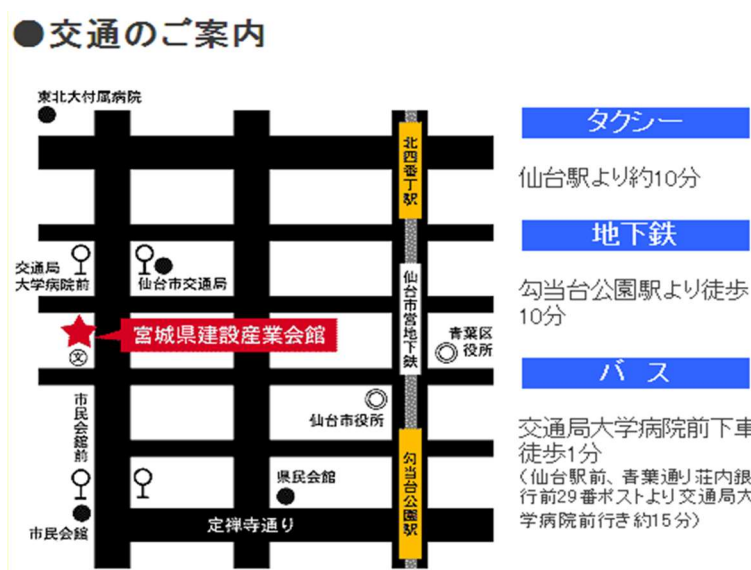 ●交通のご案内
東北大付属病院
北四番丁駅
交通局
大学病院前
仙台市交通局
仙台市営地下鉄
宮城県建設産業会館
文
青葉区
役所
市民会館前
仙台市役所
勾当台公園駅
県民会館
市民会館
定禅寺通り
タクシー
仙台駅より約10分
地下鉄
勾当台公園駅より徒歩
10分
バス
交通局大学病院前下車
徒歩1分
(仙台駅前、青葉通り荘内銀
行前29番ポストより交通局大
学病院前行き約15分)